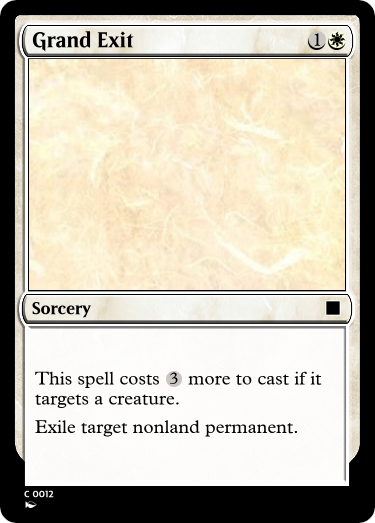 Grand Exit 1
Sorcery
This spell costs 3 more to cast if it
targets a creature.
Exile target nonland permanent.
C 0012